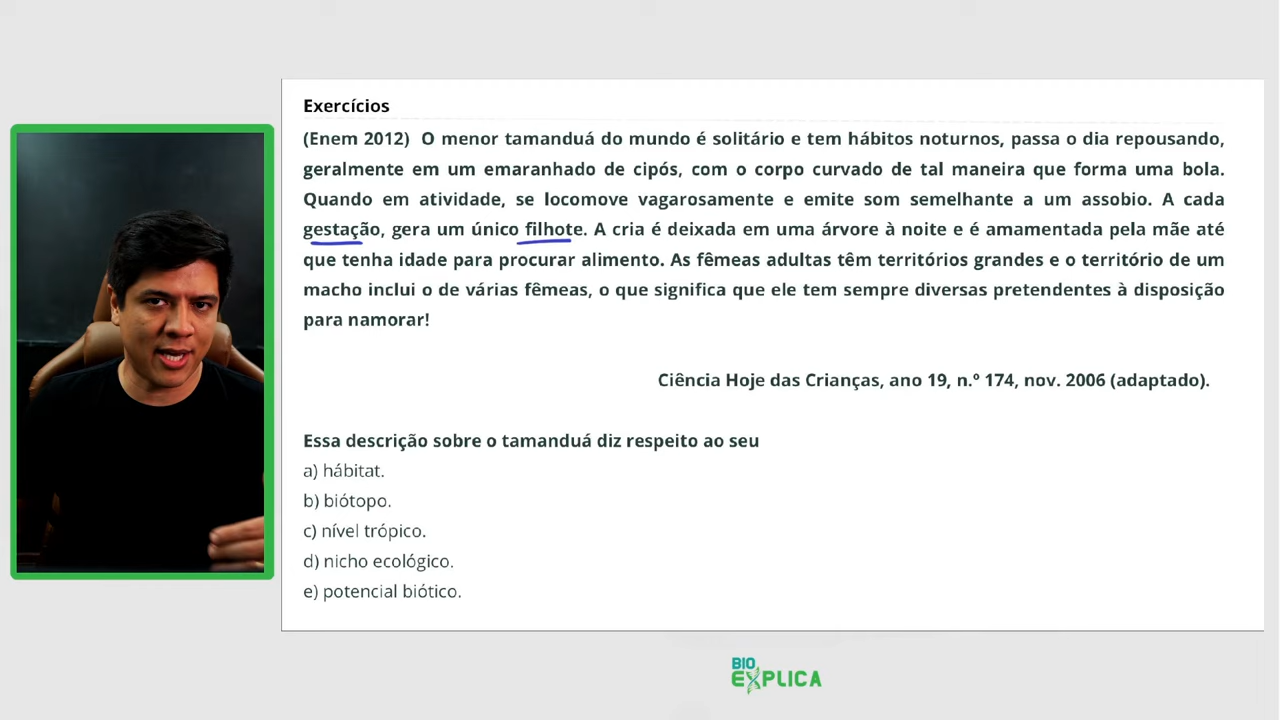 Exercícios
(Enem 2012) O menor tamanduá do mundo é solitário e tem hábitos noturnos, passa o dia repousando,
geralmente em um emaranhado de cipós, com o corpo curvado de tal maneira que forma uma bola.
Quando em atividade, se locomove vagarosamente e emite som semelhante a um assobio. A cada
gestação, gera um único filhote. A cria é deixada em uma árvore à noite e é amamentada pela mãe até
que tenha idade para procurar alimento. As fêmeas adultas têm territórios grandes e o território de um
macho inclui o de várias fêmeas, o que significa que ele tem sempre diversas pretendentes à disposição
para namorar!
Ciência Hoje das Crianças, ano 19, n.º 174, nov. 2006 (adaptado).
Essa descrição sobre o tamanduá diz respeito ao seu
a) hábitat.
b) biótopo.
c) nível trópico.
d) nicho ecológico.
e) potencial biótico.
BIO
EXPLICA